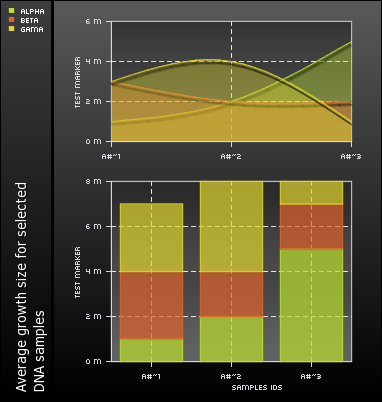 ALPHA
BETA
GAMA
6 m
4 m
2 m
0 m
TEST MARKER
A#~1
A#~2
A#~3
8 m
6 m
4 m
2 m
0 m
TEST MARKER
A#~1
A#~2
A#~3
SAMPLES IDS
Average growth size for selected
DNA samples